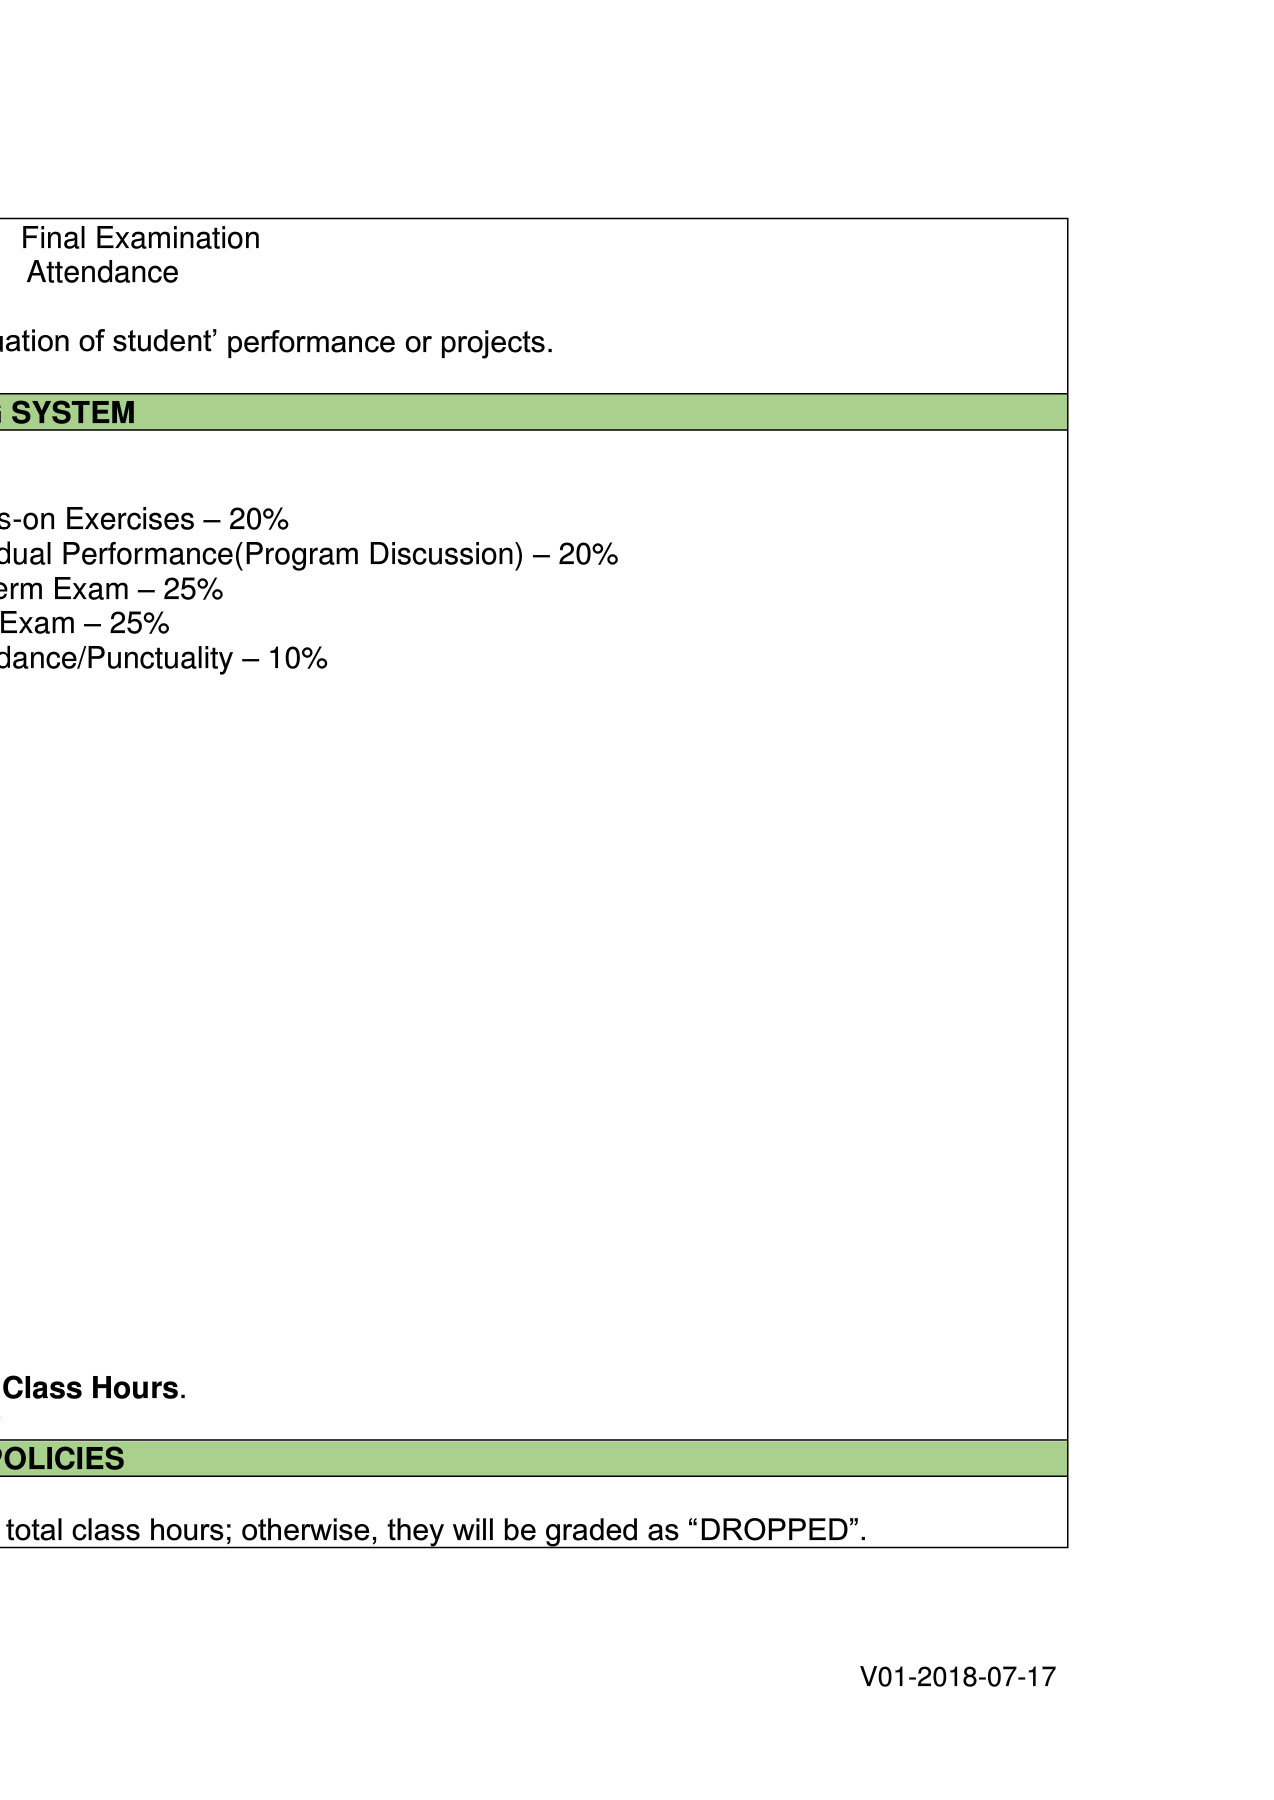 Final Examination
Attendance
uation of student’ performance or projects.
G SYSTEM
s-on Exercises – 20%
dual Performance(Program Discussion) – 20%
erm Exam – 25%
Exam – 25%
dance/Punctuality – 10%
Class Hours.
POLICIES
total class hours; otherwise, they will be graded as “DROPPED”.
V01-2018-07-17